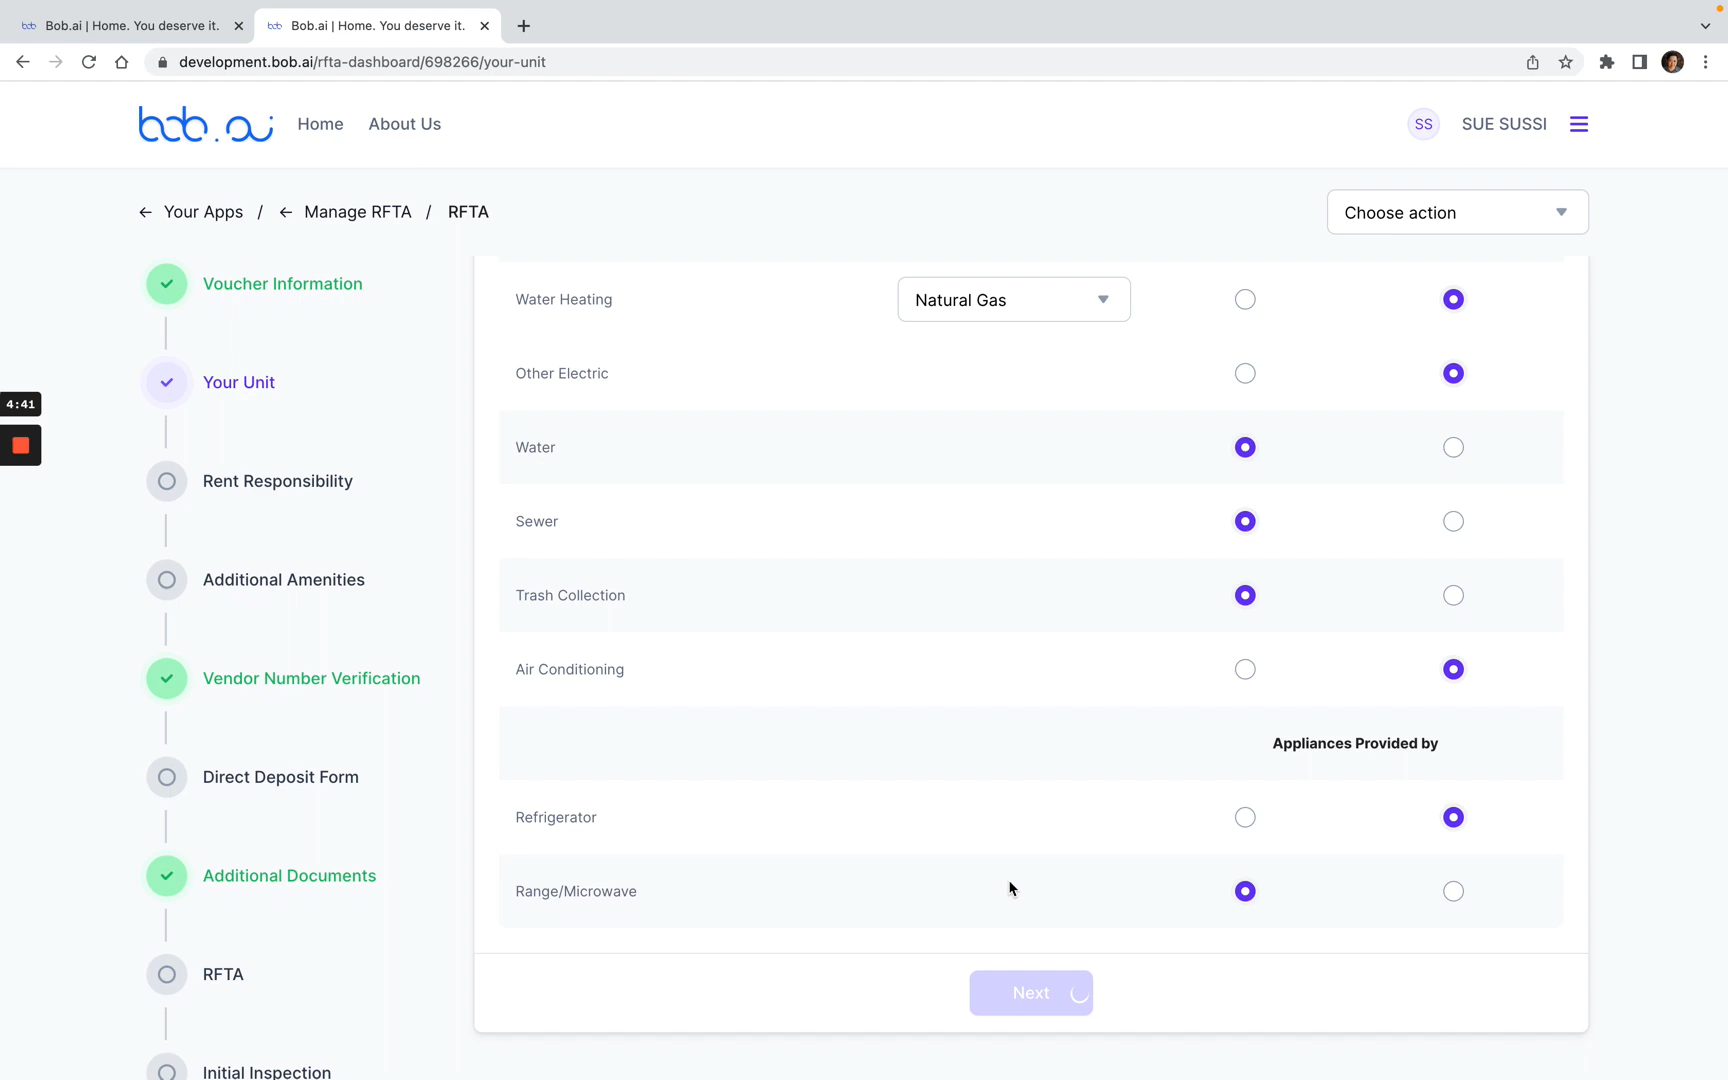 bob Bob.ai | Home. You deserve it.
bob Bob.ai | Home. You deserve it.
development.bob.ai/rfta-dashboard/698266/your-unit
bob.ai
Home
About Us
SS
SUE SUSSI
Your Apps / Manage RFTA / RFTA
Choose action
Voucher Information
Your Unit
4:41
Rent Responsibility
Additional Amenities
Vendor Number Verification
Direct Deposit Form
Additional Documents
RFTA
Initial Inspection
Water Heating
Natural Gas
Other Electric
Water
Sewer
Trash Collection
Air Conditioning
Appliances Provided by
Refrigerator
Range/Microwave
Next